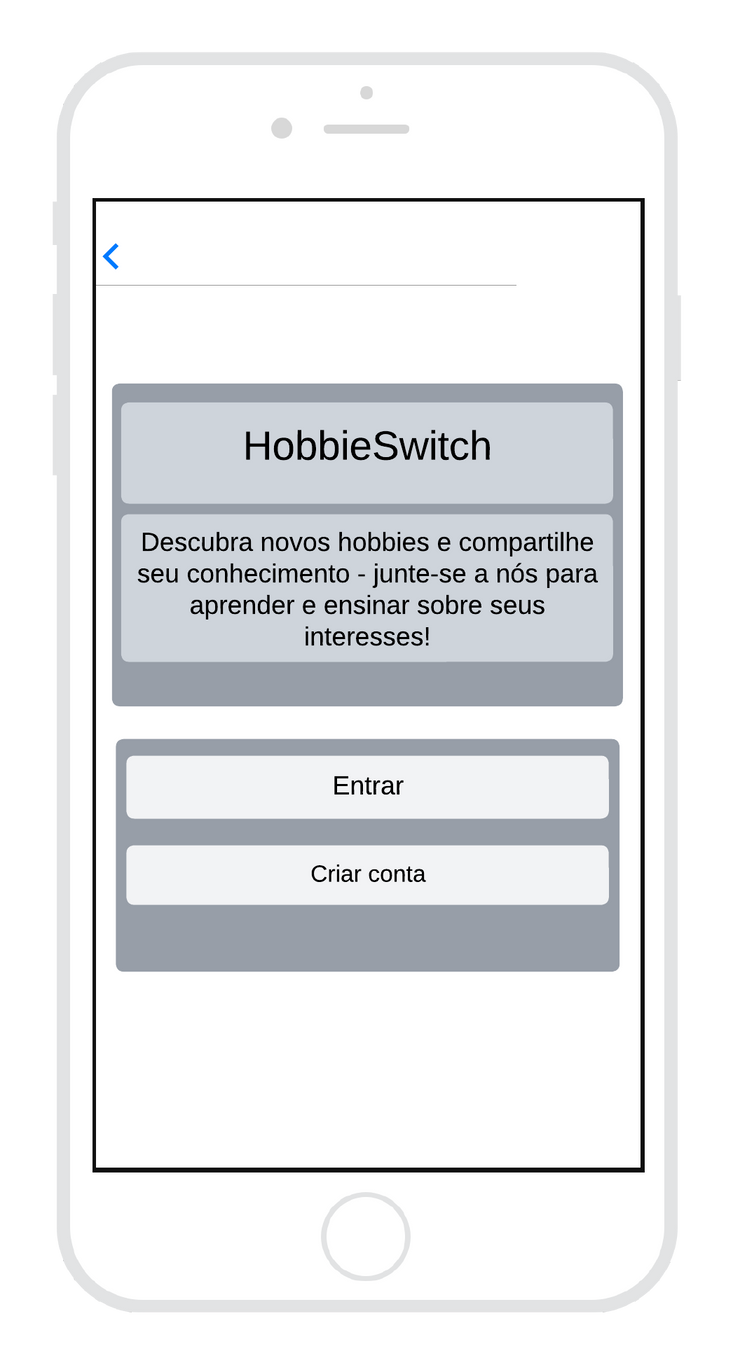 HobbieSwitch
Descubra novos hobbies e compartilhe
seu conhecimento - junte-se a nós para
aprender e ensinar sobre seus
interesses!
Entrar
Criar conta